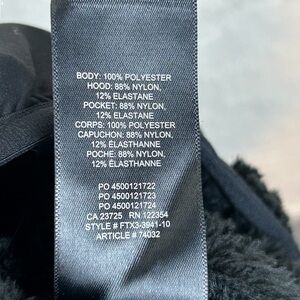 BODY: 100% POLYESTER
HOOD: 88% NYLON,
12% ELASTANE
POCKET: 88% NYLON,
12% ELASTANE
CORPS: 100% POLYESTER
CAPUCHON: 88% NYLON,
12% ÉLASTHANNE
POCHE: 88% NYLON,
12% ÉLASTHANNE
PO 4500121722
PO 4500121723
PO 4500121724
CA 23725 RN 122354
STYLE # FTX3-3941-10
ARTICLE # 74032